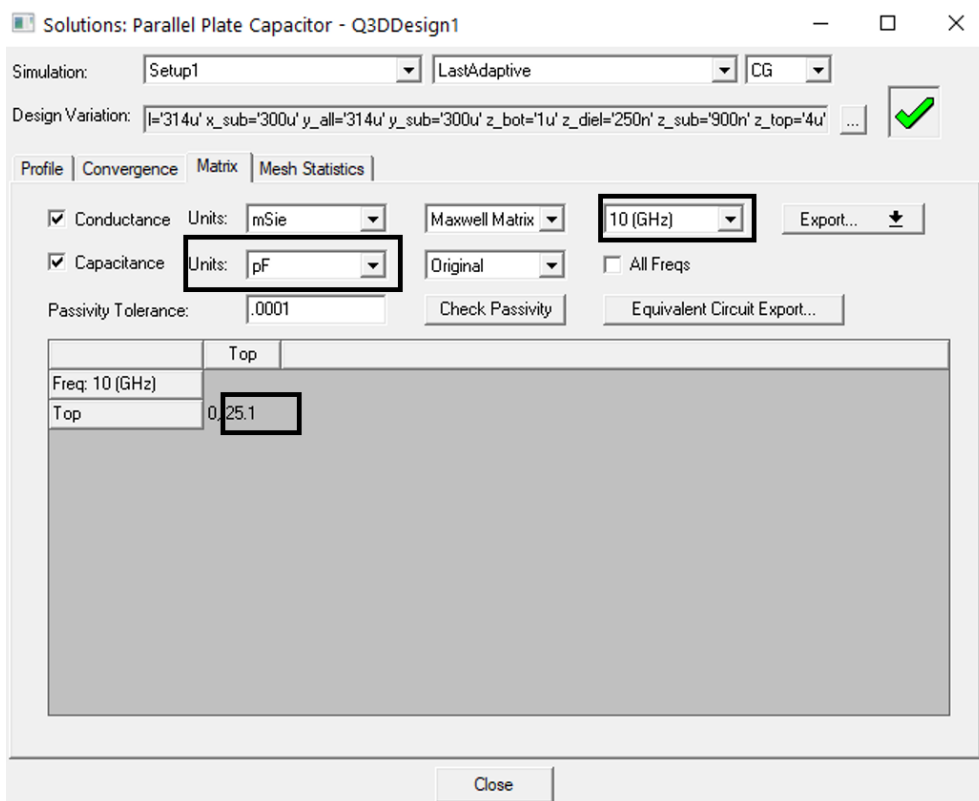 Solutions: Parallel Plate Capacitor - Q3DDesign1
Simulation: Setup1 LastAdaptive CG
Design Variation: l='314u' x_sub='300u' y_all='314u' y_sub='300u' z_bot='1u' z_diel='250n' z_sub='900n' z_top='4u' ...
Profile Convergence Matrix Mesh Statistics
Conductance Units: mSie Maxwell Matrix 10 (GHz) Export...
Capacitance Units: pF Original All Freqs
Passivity Tolerance: .0001 Check Passivity Equivalent Circuit Export...
Top
Freq: 10 (GHz)
Top 0, 25.1
Close